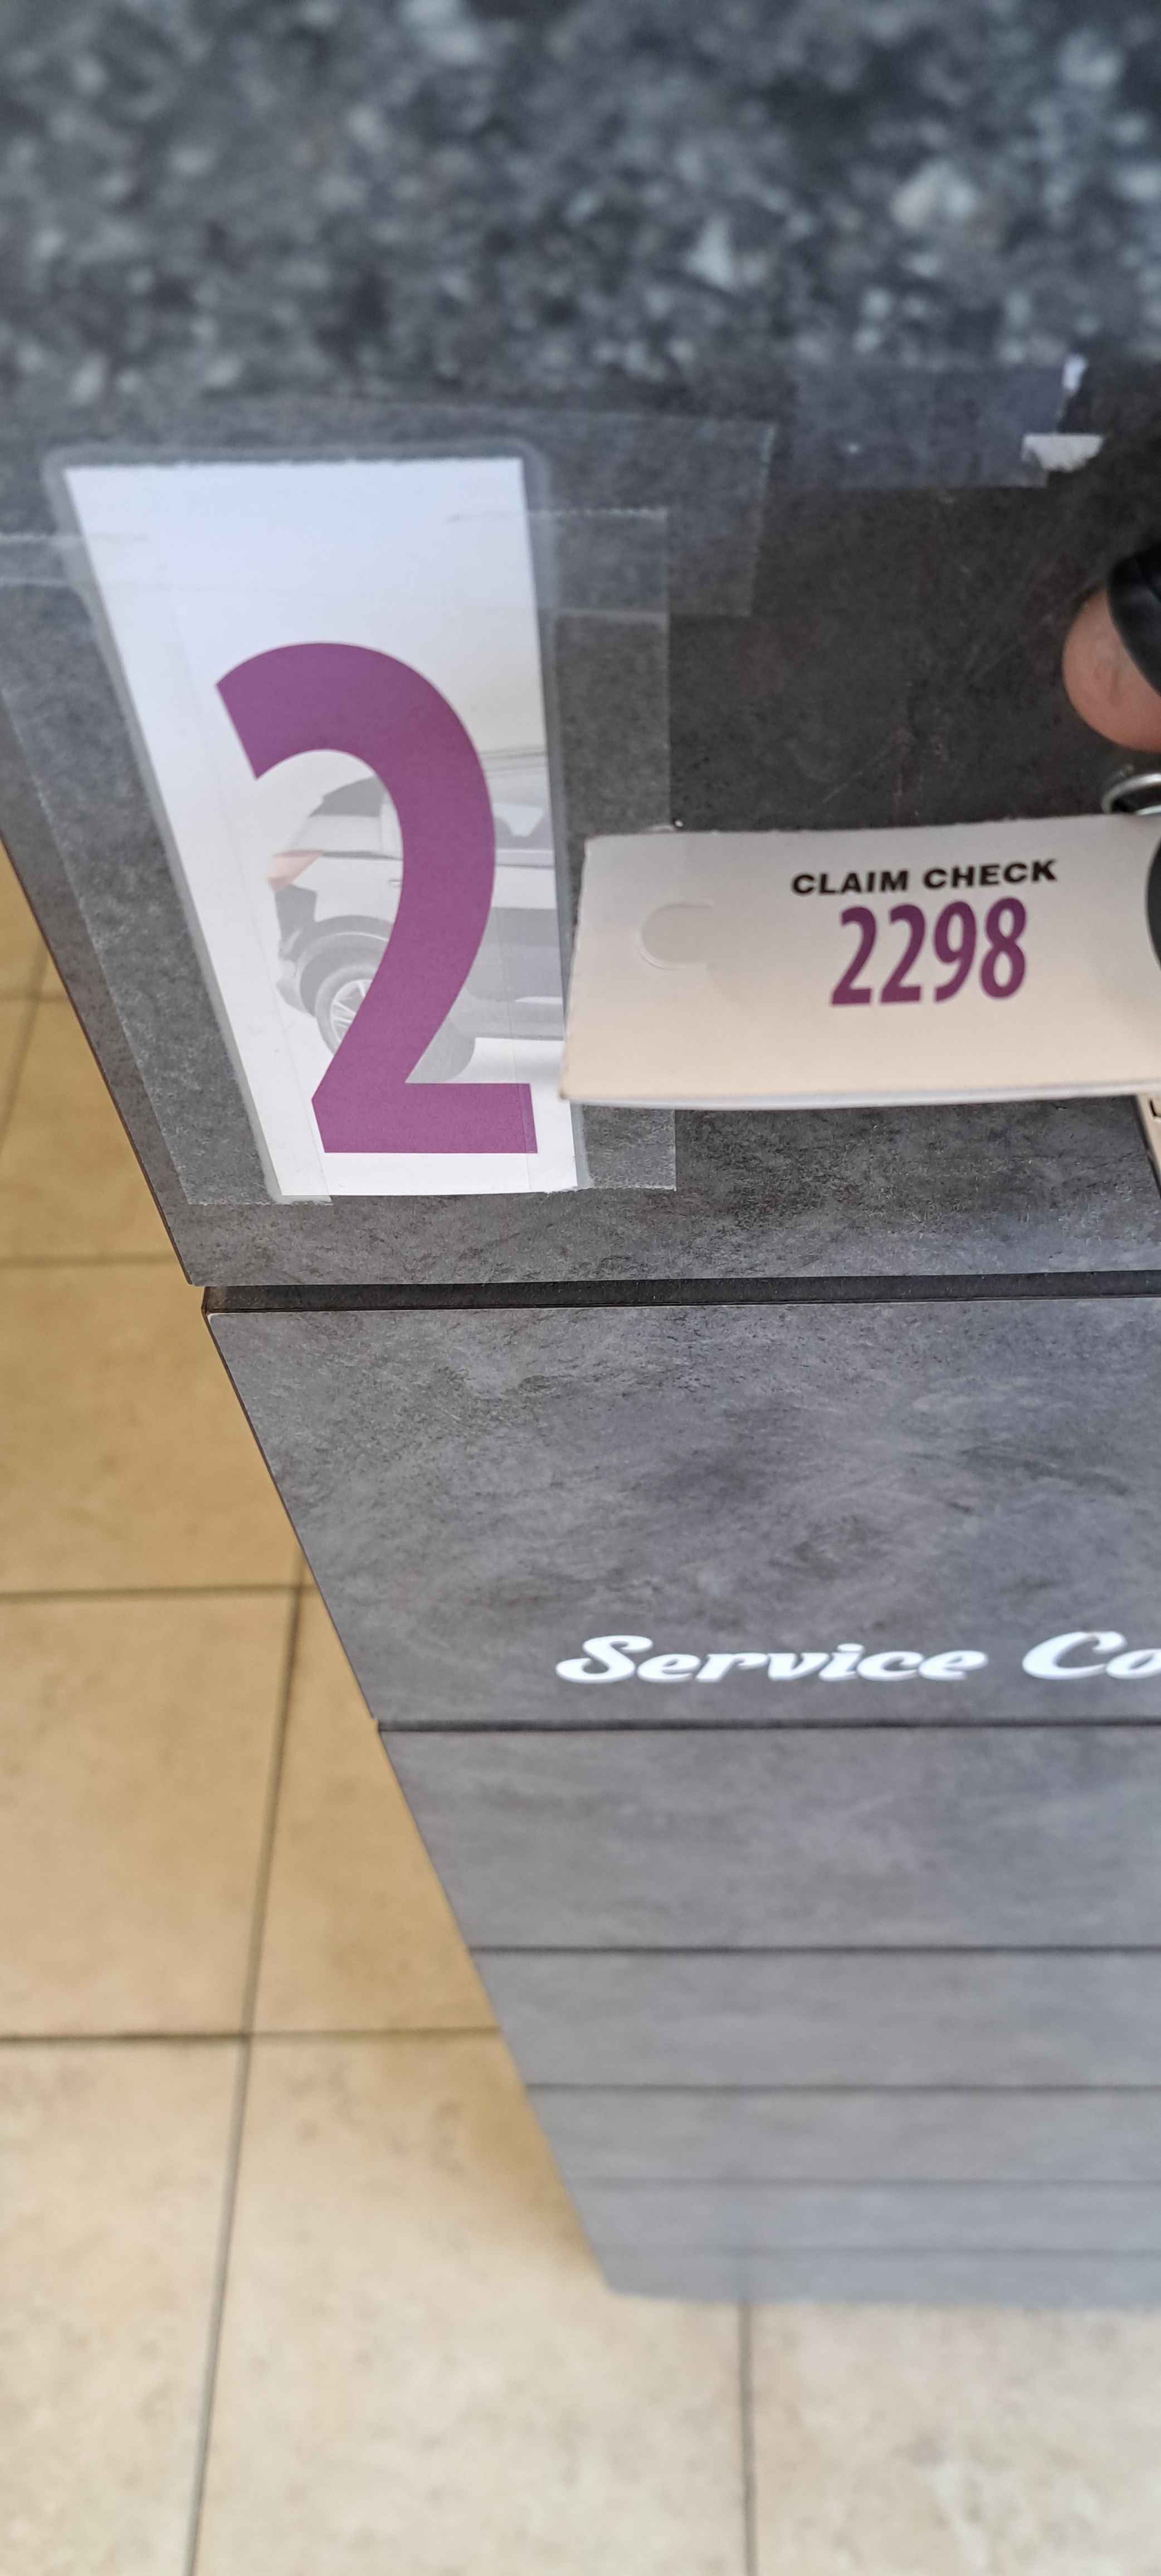 2
CLAIM CHECK
2298
Service Co